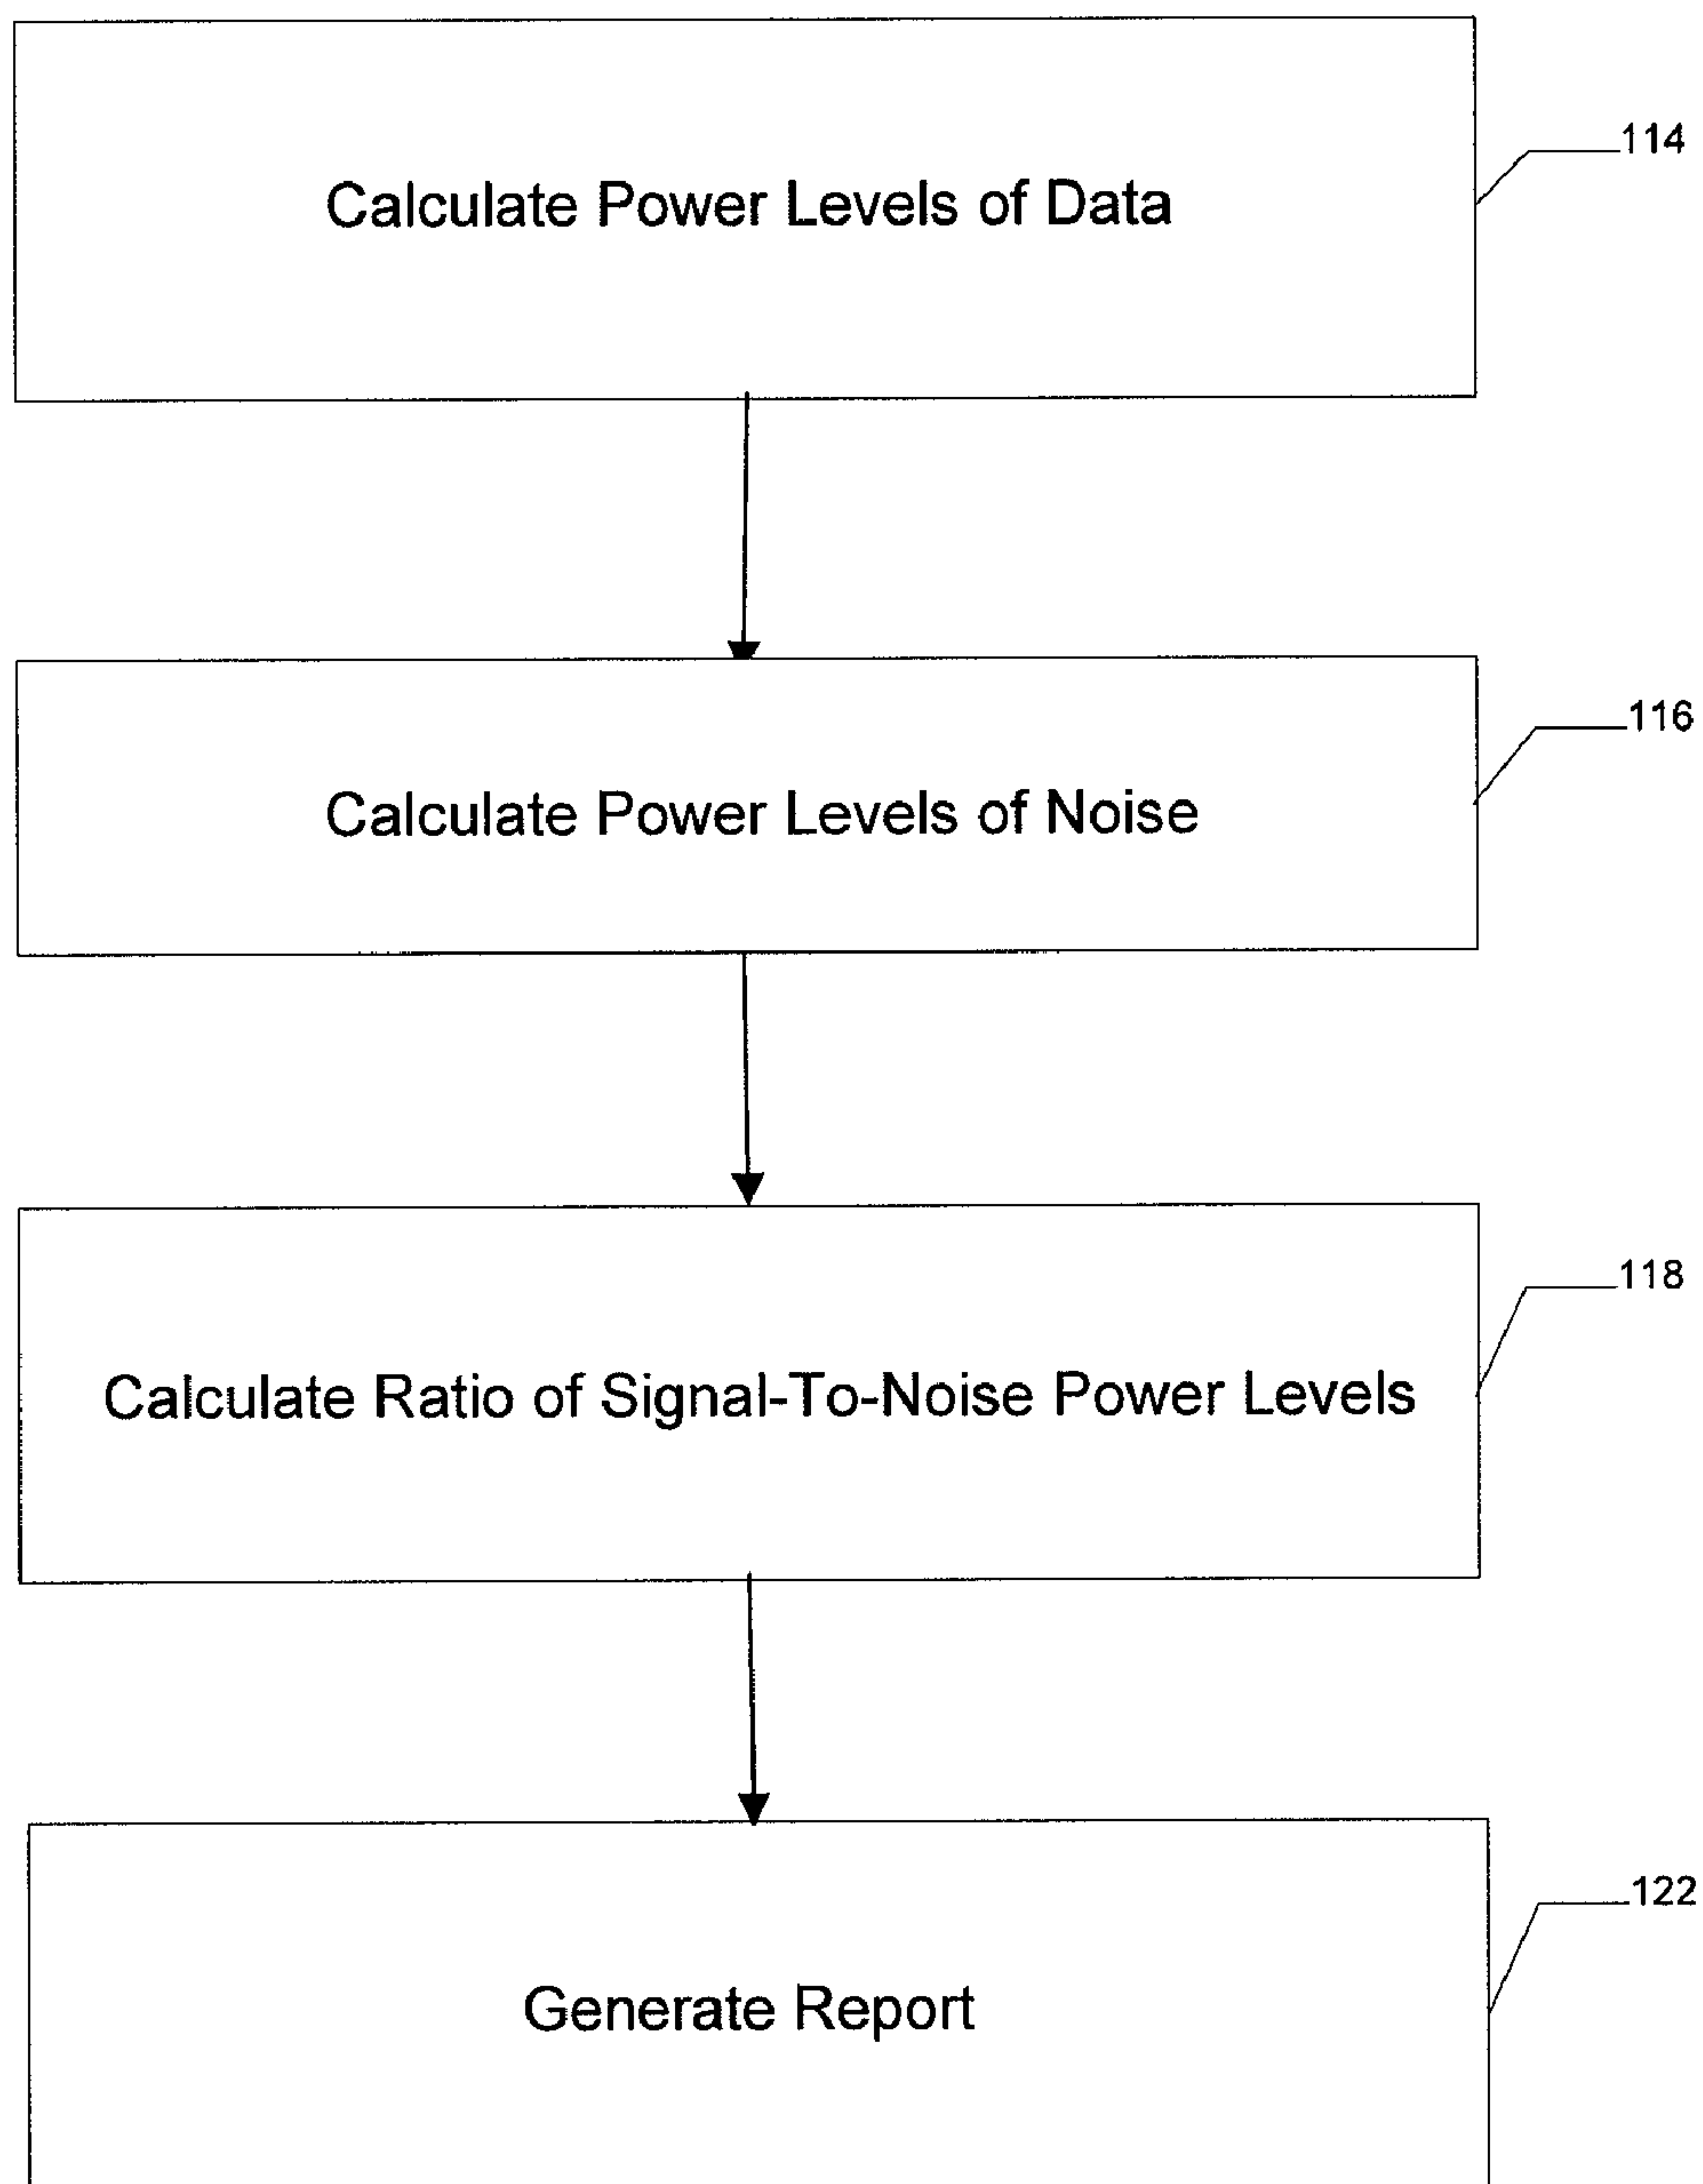 Calculate Power Levels of Data
114
Calculate Power Levels of Noise
116
Calculate Ratio of Signal-To-Noise Power Levels
118
Generate Report
122